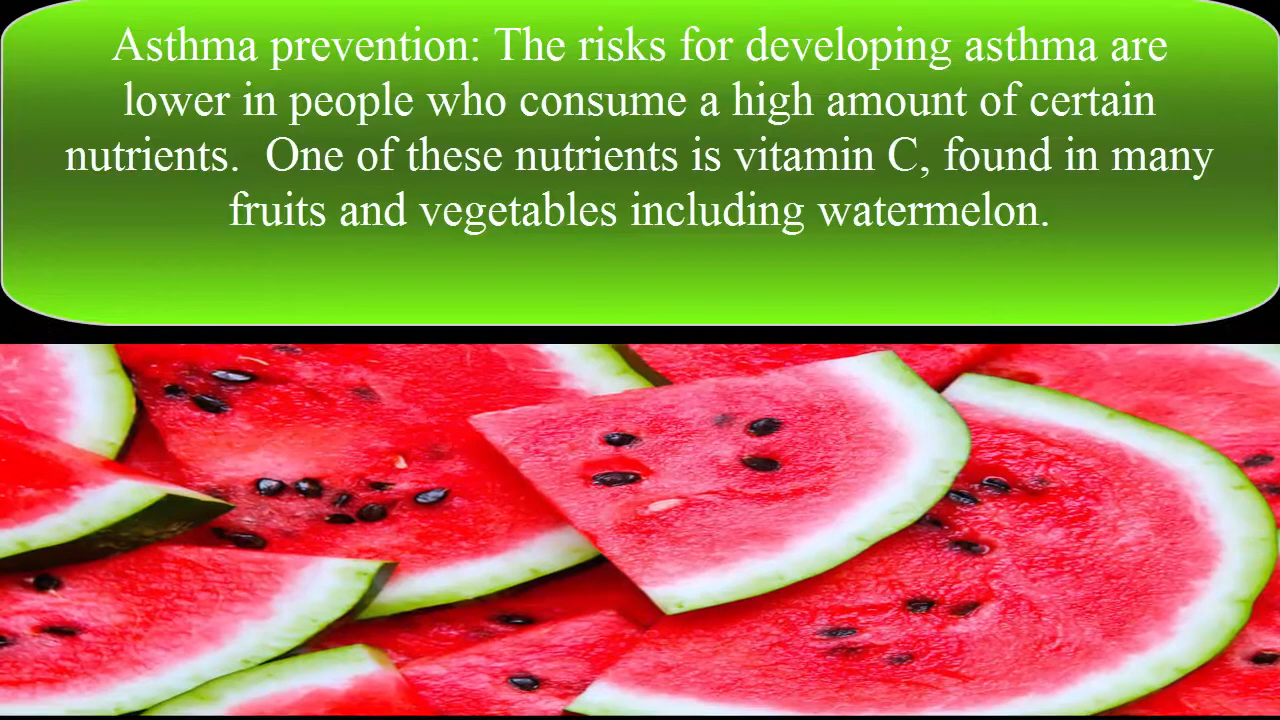 Asthma prevention: The risks for developing asthma are
lower in people who consume a high amount of certain
nutrients.  One of these nutrients is vitamin C, found in many
fruits and vegetables including watermelon.